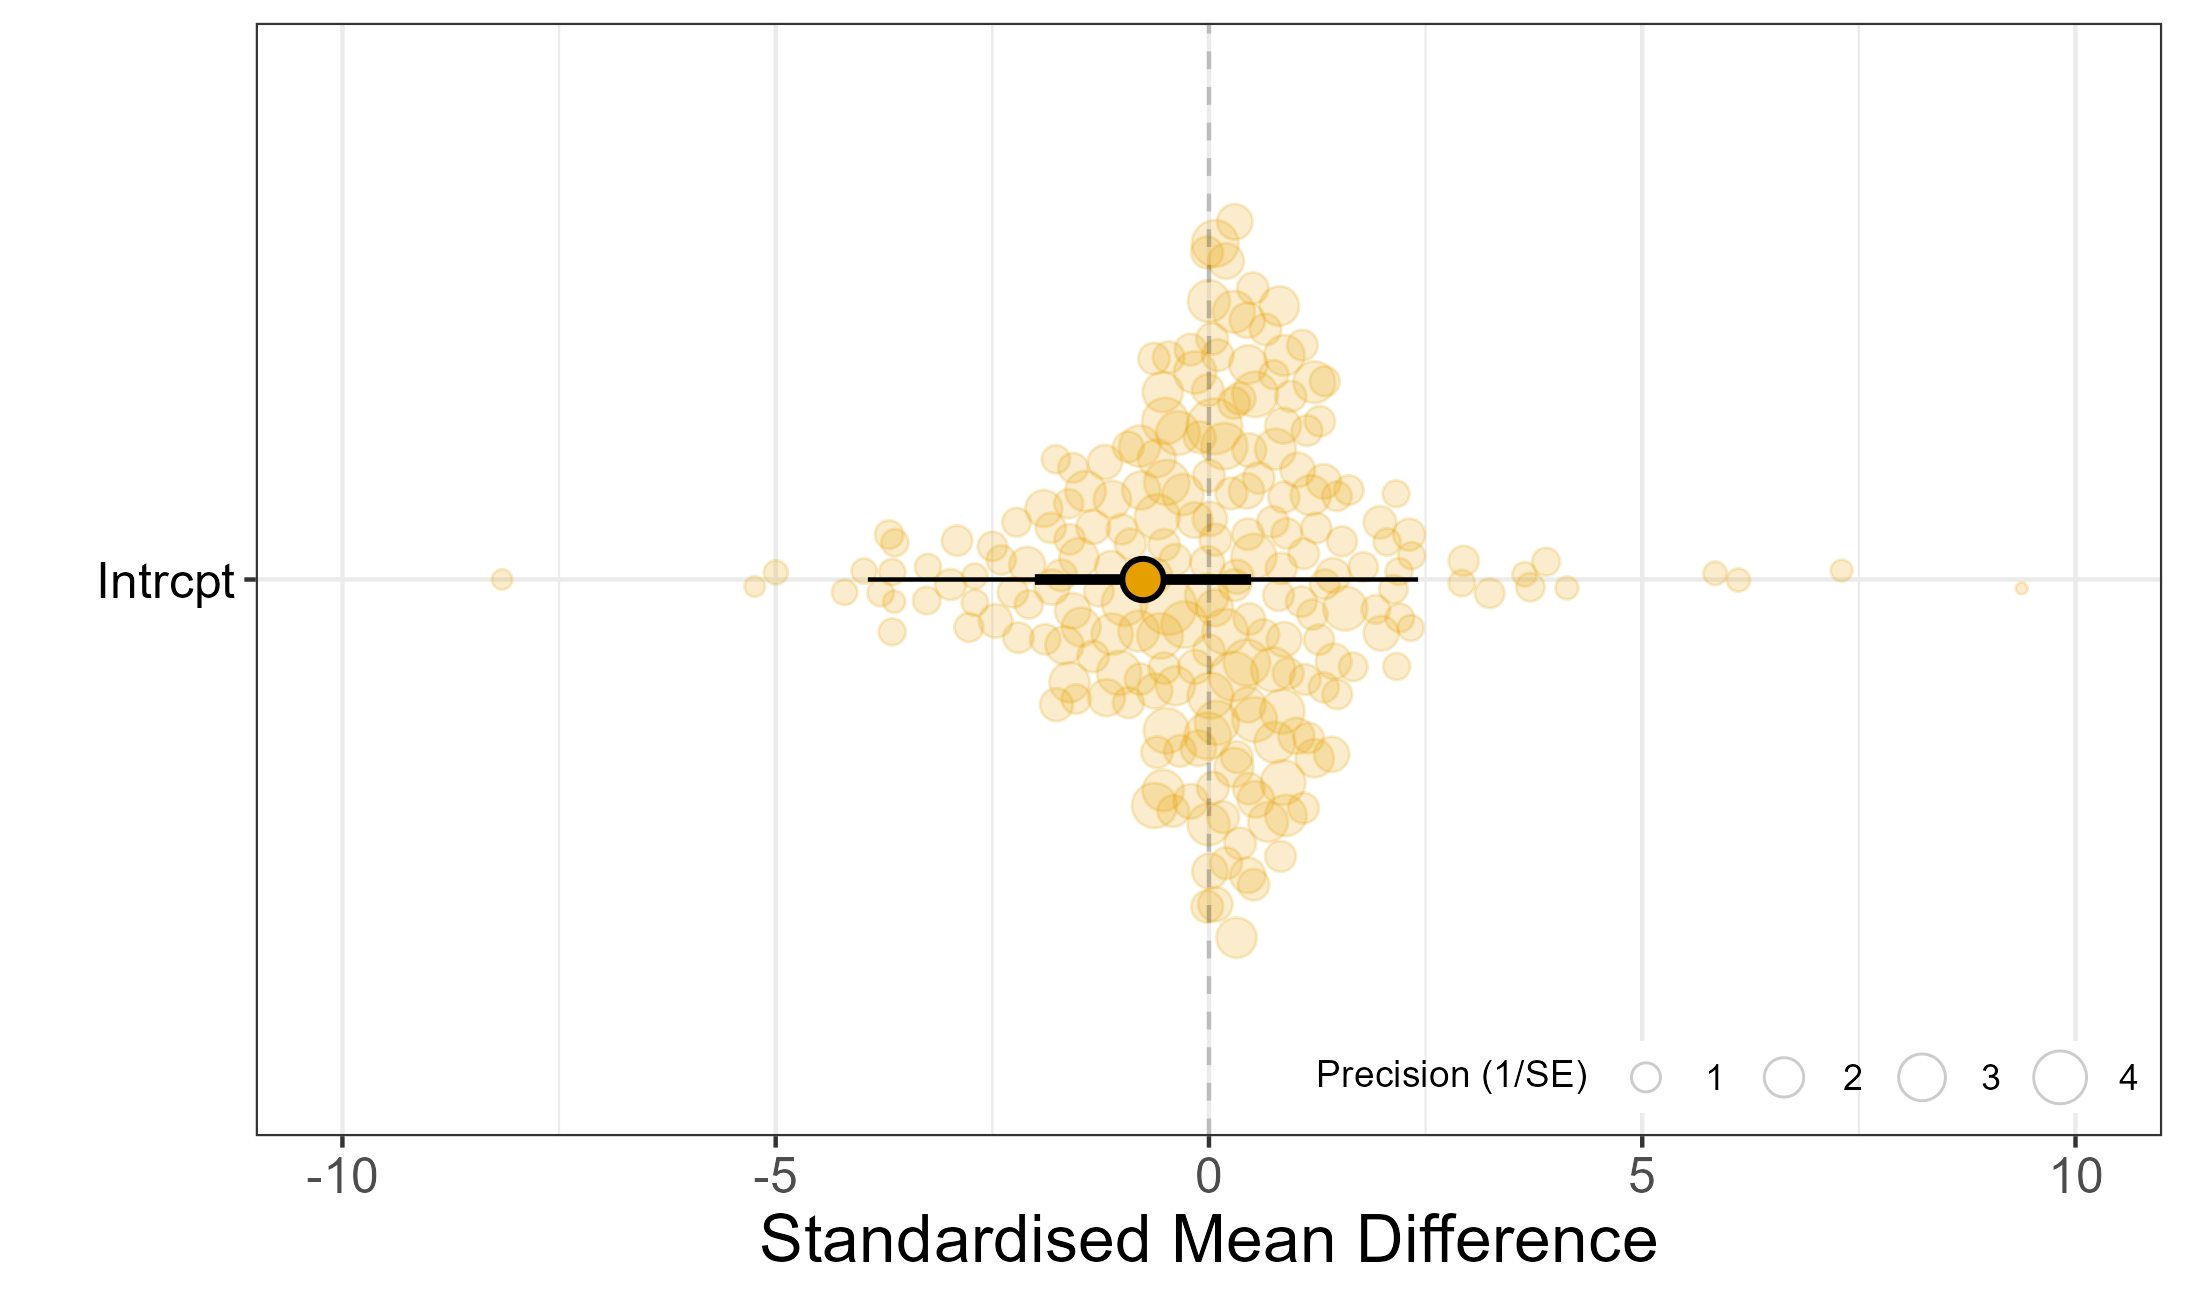 Intrcpt
Precision (1/SE) 1 2 3 4
-10 -5 0 5 10
Standardised Mean Difference